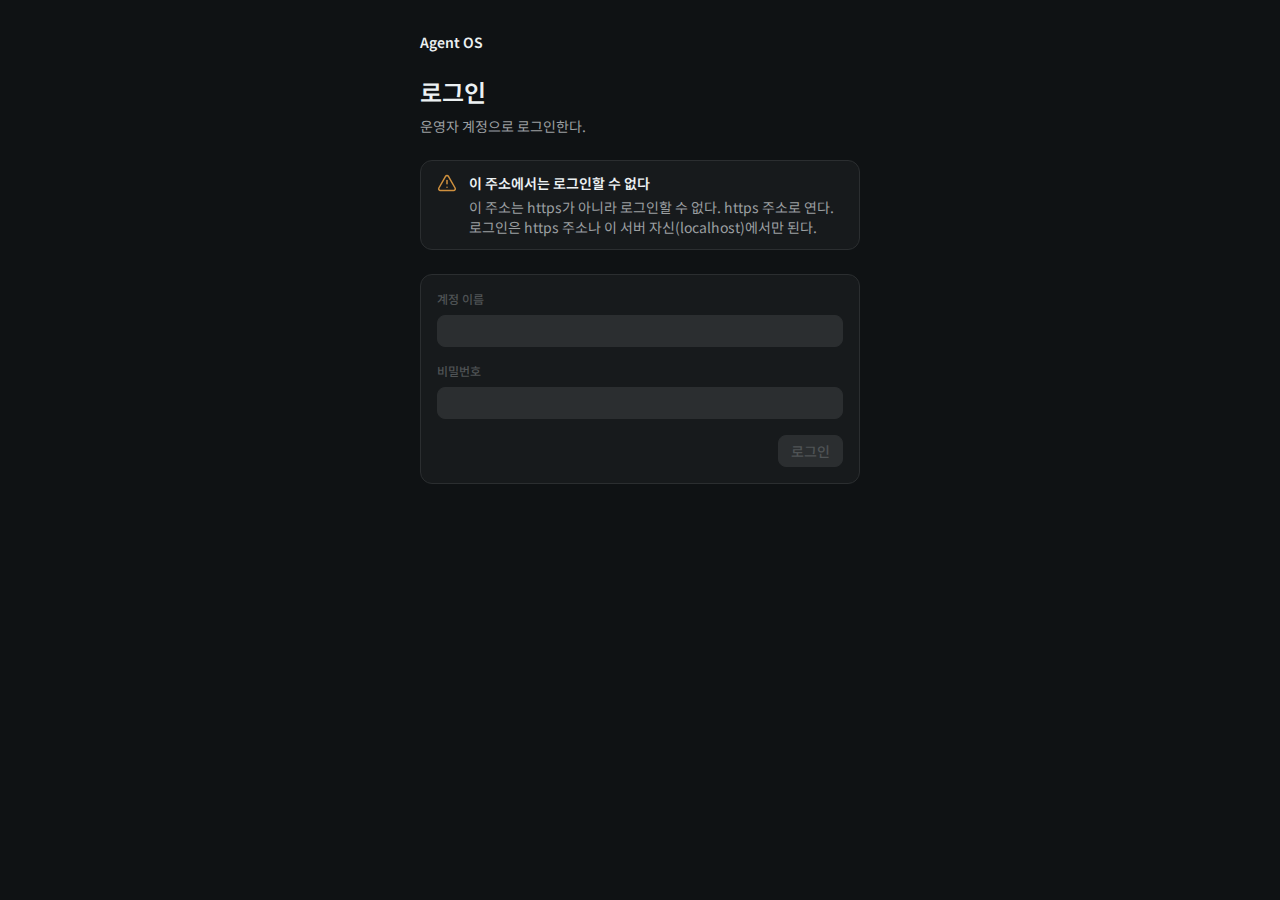 Agent OS
로그인
운영자 계정으로 로그인한다.
이 주소에서는 로그인할 수 없다
이 주소는 https가 아니라 로그인할 수 없다. https 주소로 연다.
로그인은 https 주소나 이 서버 자신(localhost)에서만 된다.
계정 이름
비밀번호
로그인